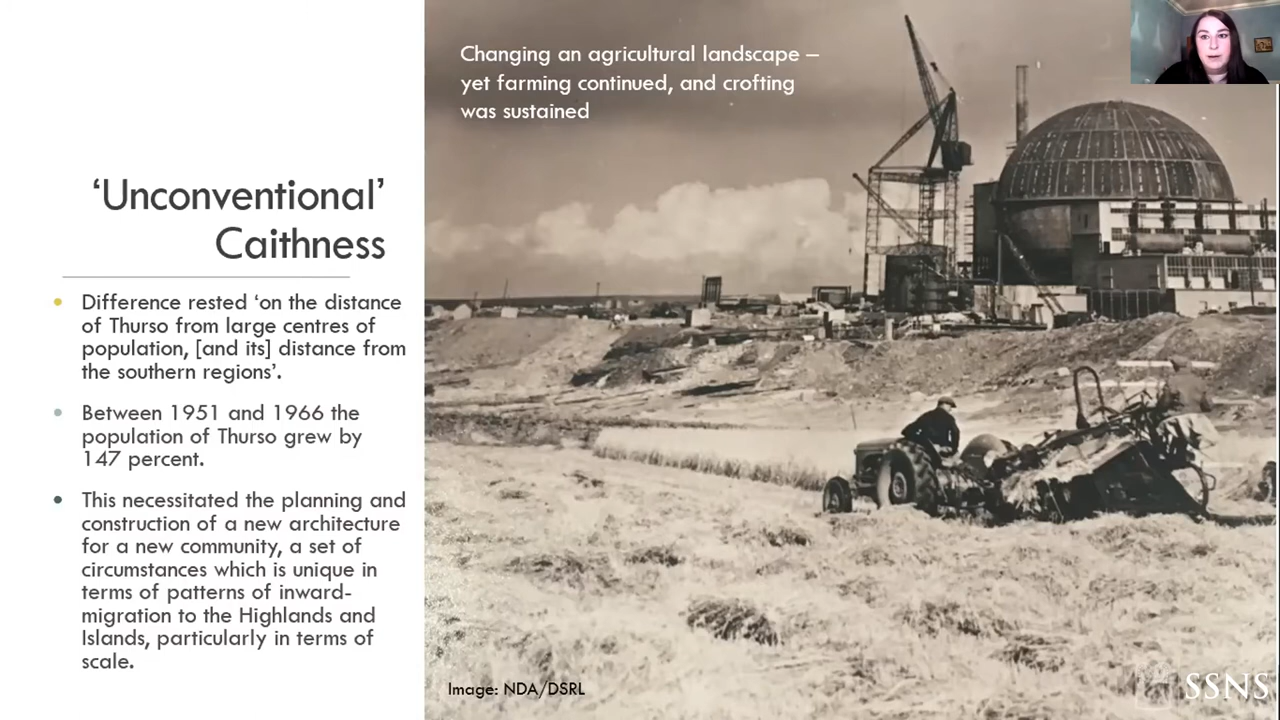 ‘Unconventional’
Caithness
Difference rested ‘on the distance
of Thurso from large centres of
population, [and its] distance from
the southern regions’.
Between 1951 and 1966 the
population of Thurso grew by
147 percent.
This necessitated the planning and
construction of a new architecture
for a new community, a set of
circumstances which is unique in
terms of patterns of inward-
migration to the Highlands and
Islands, particularly in terms of
scale.
Changing an agricultural landscape –
yet farming continued, and crofting
was sustained
Image: NDA/DSRL
SSNS